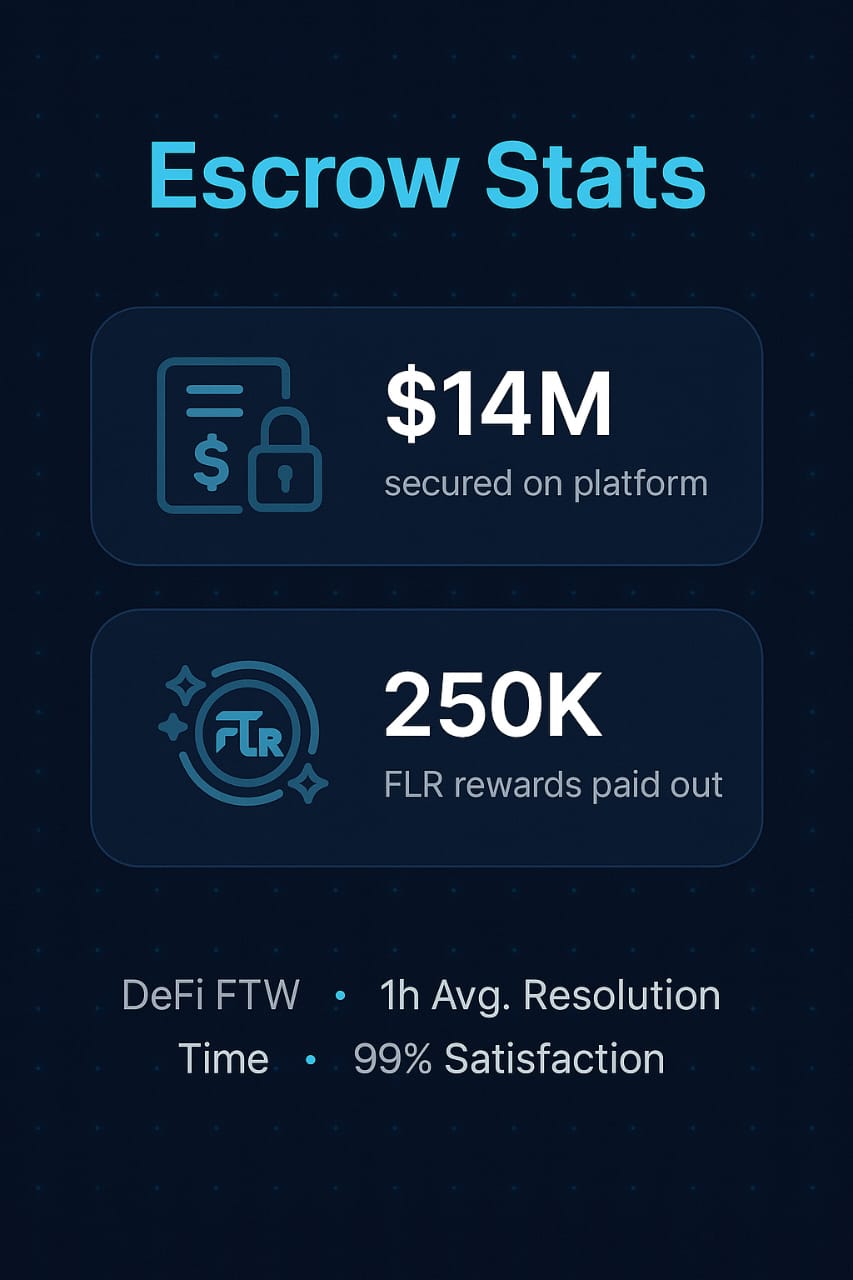 Escrow Stats
$
$14M
secured on platform
FLR
250K
FLR rewards paid out
DeFi FTW • 1h Avg. Resolution
Time • 99% Satisfaction